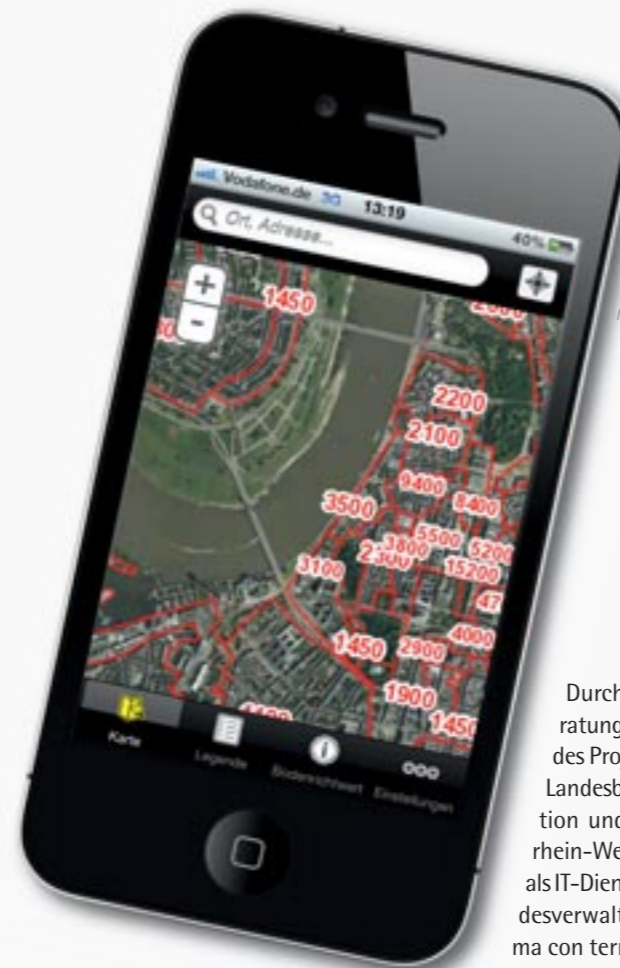 Vodafone.de 3G 13:19 40%
Ort, Adresse...
+
-
1450
2200
2100
9400
8400
3500
5500
3800
5200
2300
15200
3100
47
4000
1450
2900
1900
1450
Karte
Legende
Bodenrichtwert
Einstellungen
Durch
ratung
des Pro
Landesb
tion und
rhein-We
als IT-Dien
desverwalt
ma con terr